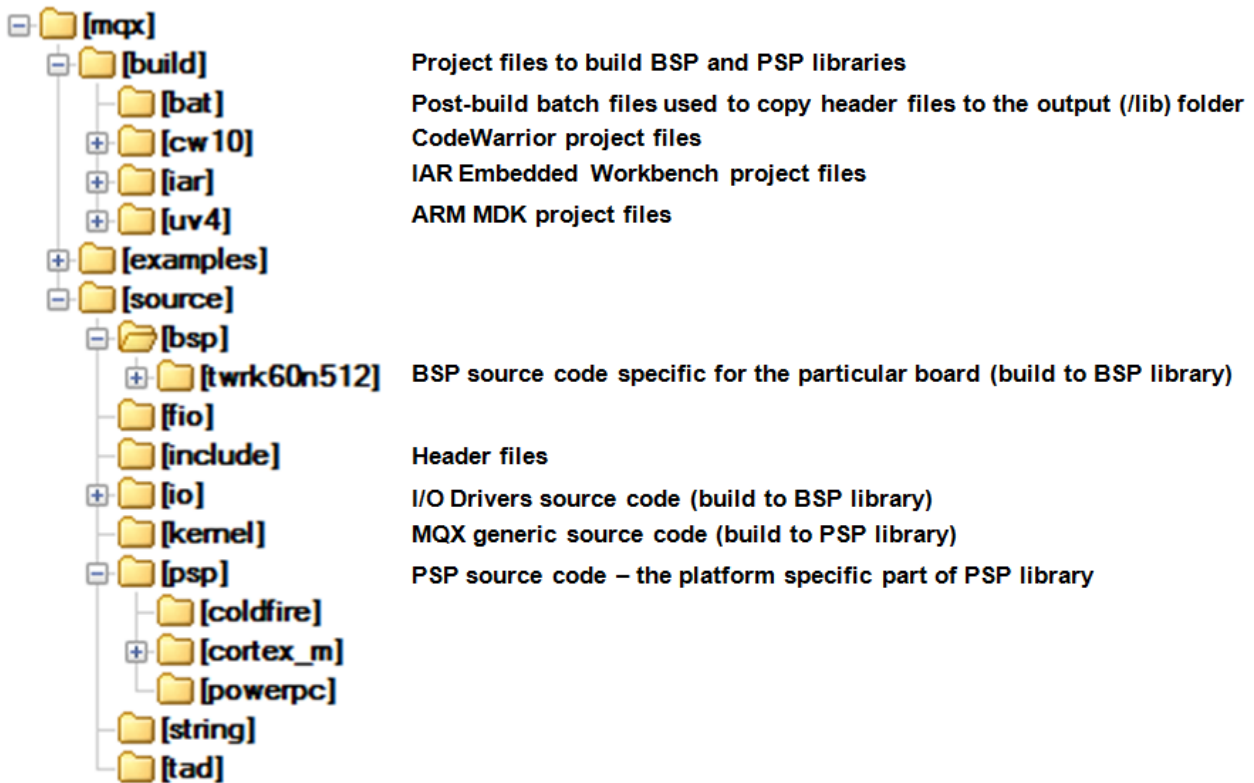 [mqx]
[build] Project files to build BSP and PSP libraries
[bat] Post-build batch files used to copy header files to the output (/lib) folder
[cw10] CodeWarrior project files
[iar] IAR Embedded Workbench project files
[uv4] ARM MDK project files
[examples]
[source]
[bsp]
[twrk60n512] BSP source code specific for the particular board (build to BSP library)
[fio]
[include] Header files
[io] I/O Drivers source code (build to BSP library)
[kernel] MQX generic source code (build to PSP library)
[psp] PSP source code – the platform specific part of PSP library
[coldfire]
[cortex_m]
[powerpc]
[string]
[tad]